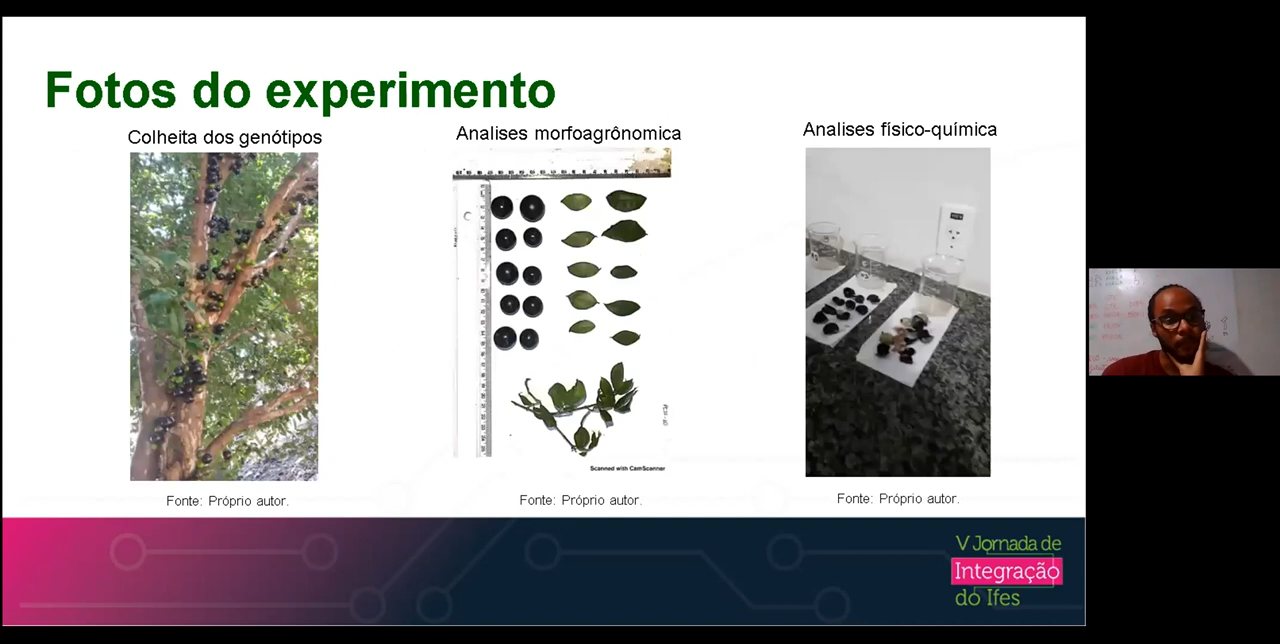 Fotos do experimento
Colheita dos genótipos
Analises morfoagrônomica
Analises físico-química
Scanned with CamScanner
Fonte: Próprio autor.
Fonte: Próprio autor.
Fonte: Próprio autor.
V Jornada de
Integração
do Ifes